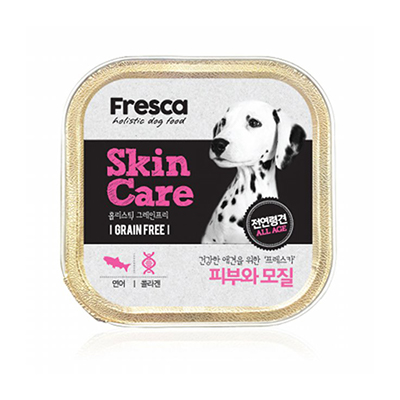 Fresca
holistic dog food
Skin
Care
홀리스틱 그레인프리
| GRAIN FREE |
전연령견
ALL AGE
건강한 애견을 위한 '프레스카'
피부와 모질
연어 | 콜라겐